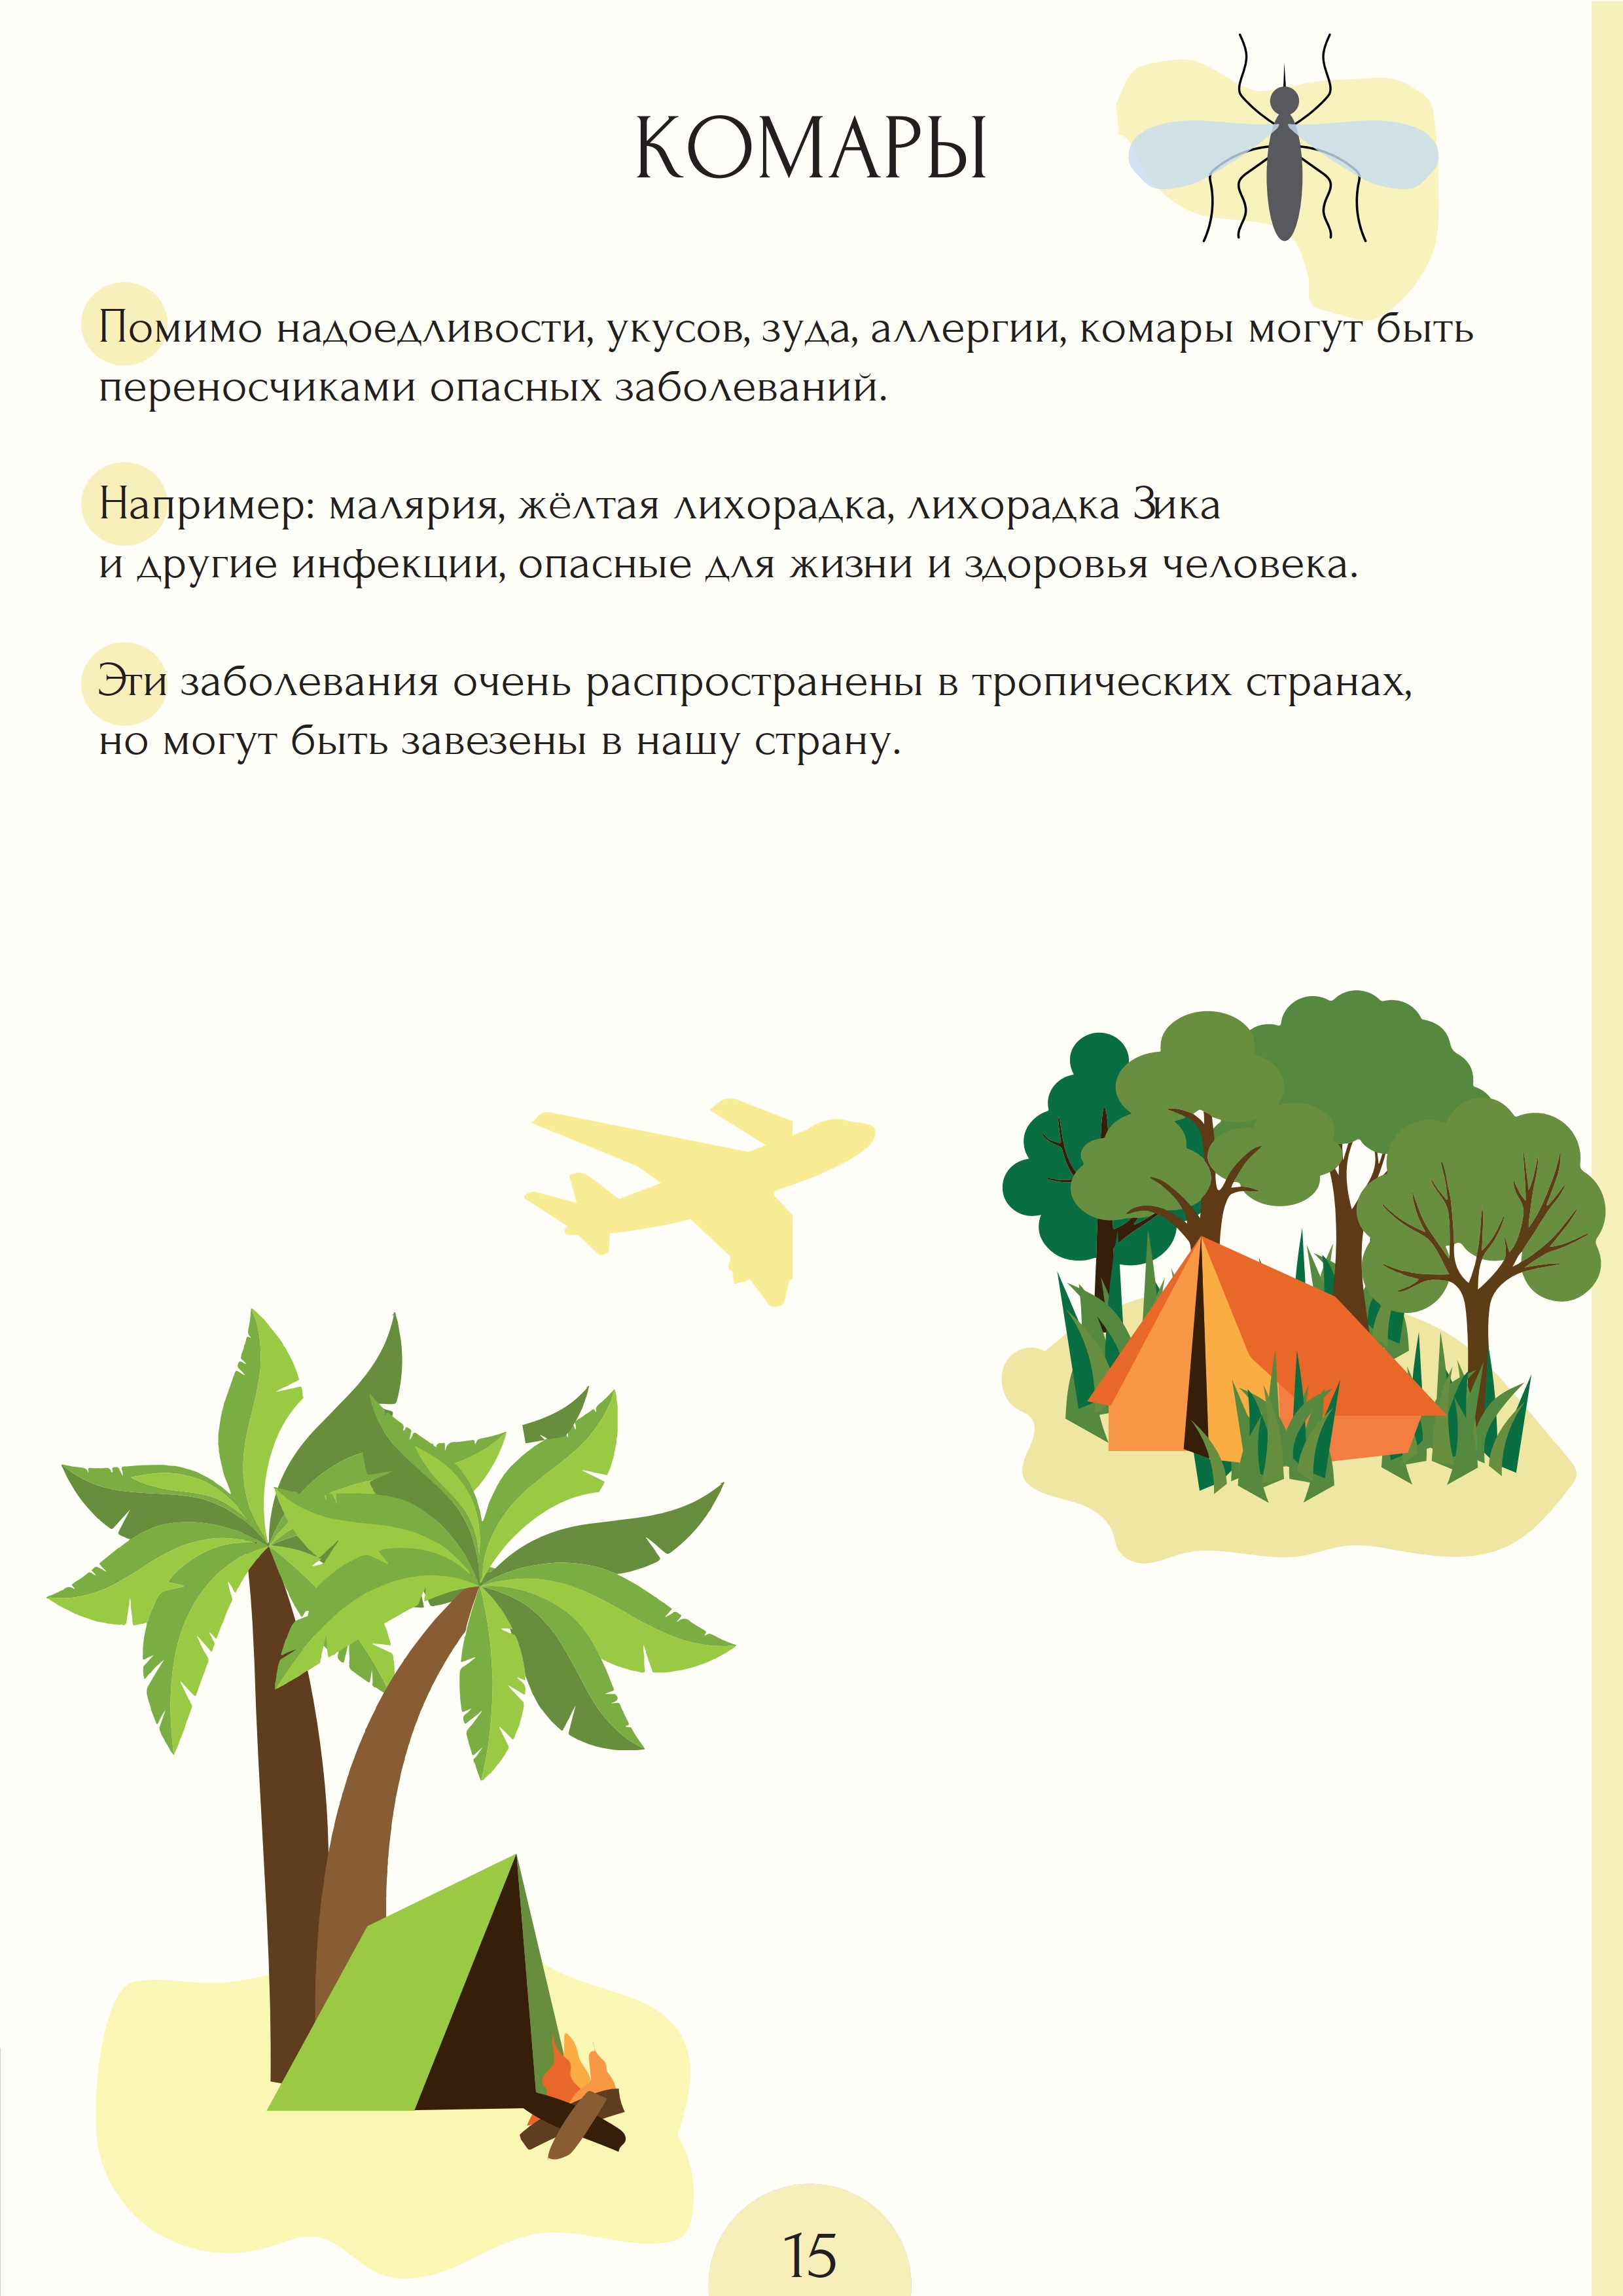 КОМАРЫ
Помимо надоедливости, укусов, зуда, аллергии, комары могут быть
переносчиками опасных заболеваний.
Например: малярия, жёлтая лихорадка, лихорадка Зика
и другие инфекции, опасные для жизни и здоровья человека.
Эти заболевания очень распространены в тропических странах,
но могут быть завезены в нашу страну.
15